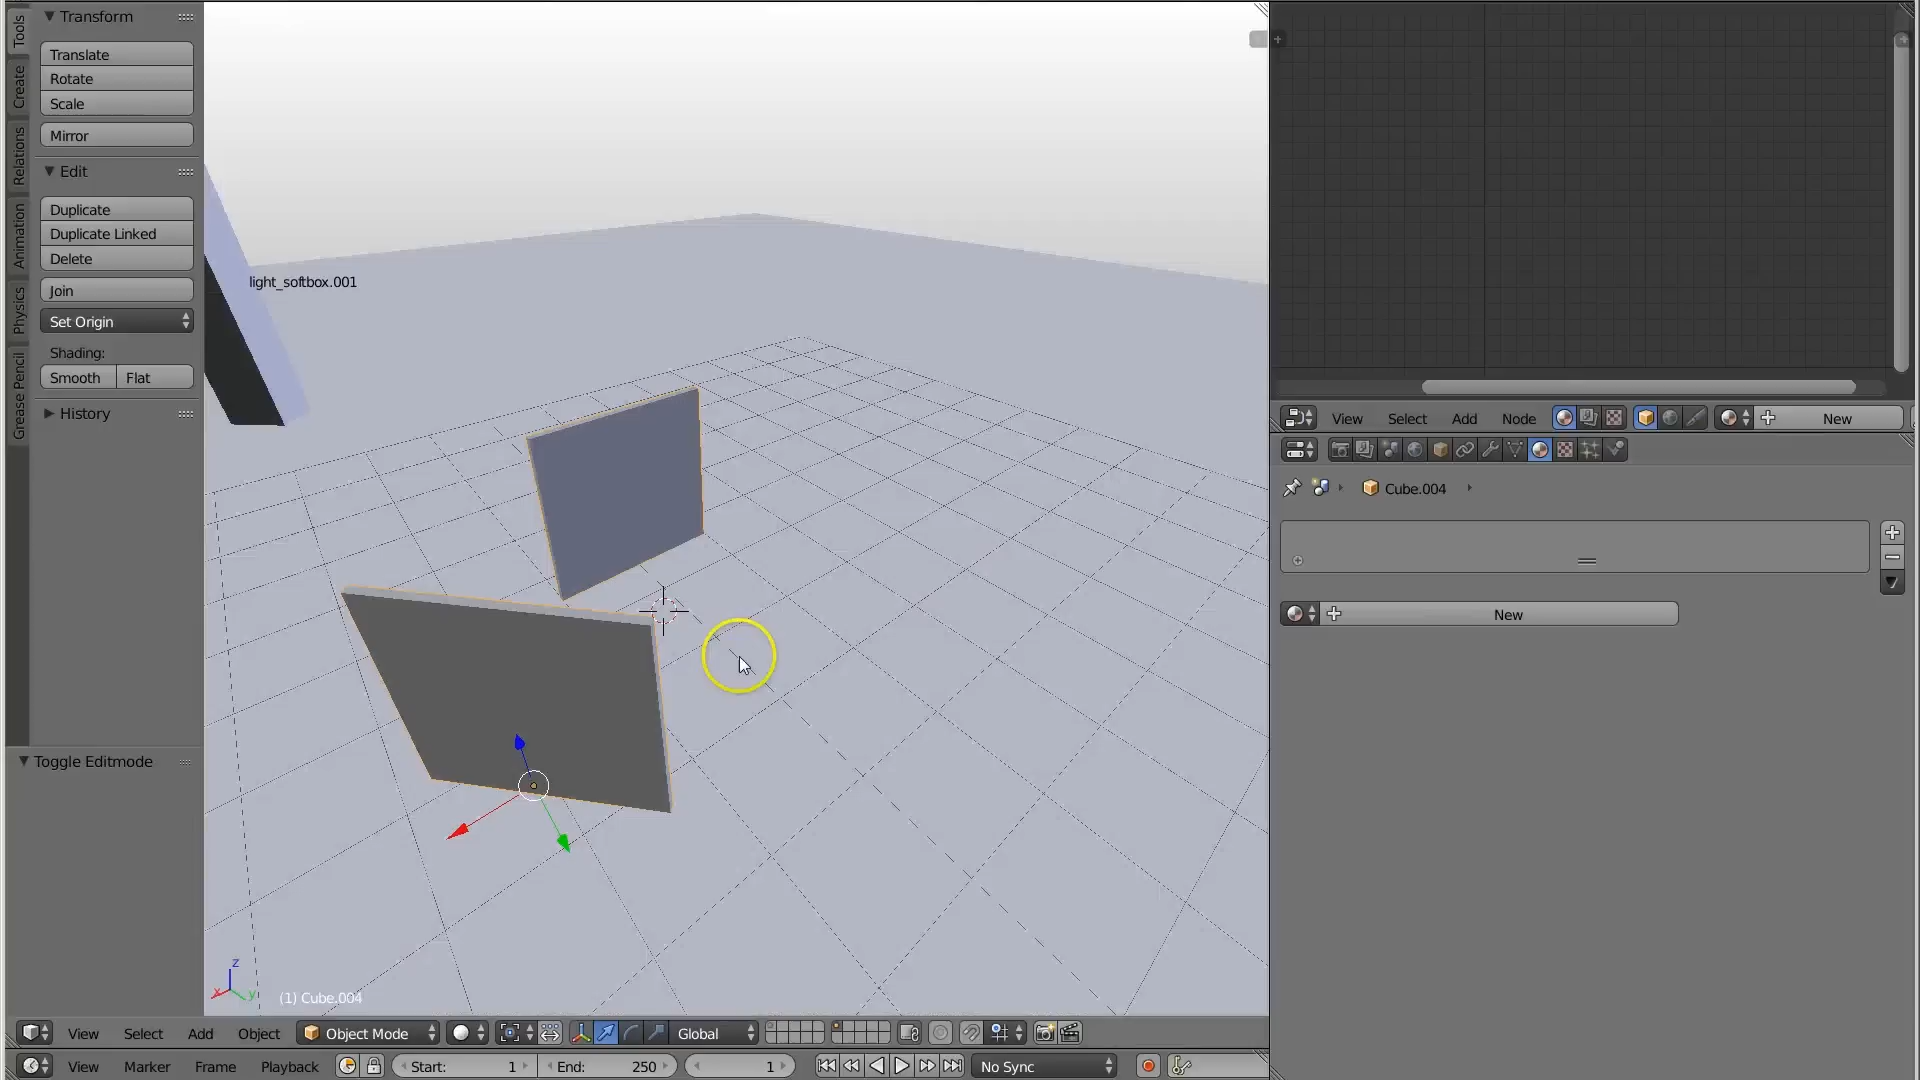 Tools
Create
Relations
Animation
Physics
Grease Pencil
Transform
Translate
Rotate
Scale
Mirror
Edit
Duplicate
Duplicate Linked
Delete
Join
Set Origin
Shading:
Smooth Flat
History
Toggle Editmode
light_softbox.001
z
x y
(1) Cube.004
View Select Add Object Object Mode Global
View Marker Frame Playback Start: 1 End: 250 1 No Sync
View Select Add Node New
Cube.004
New